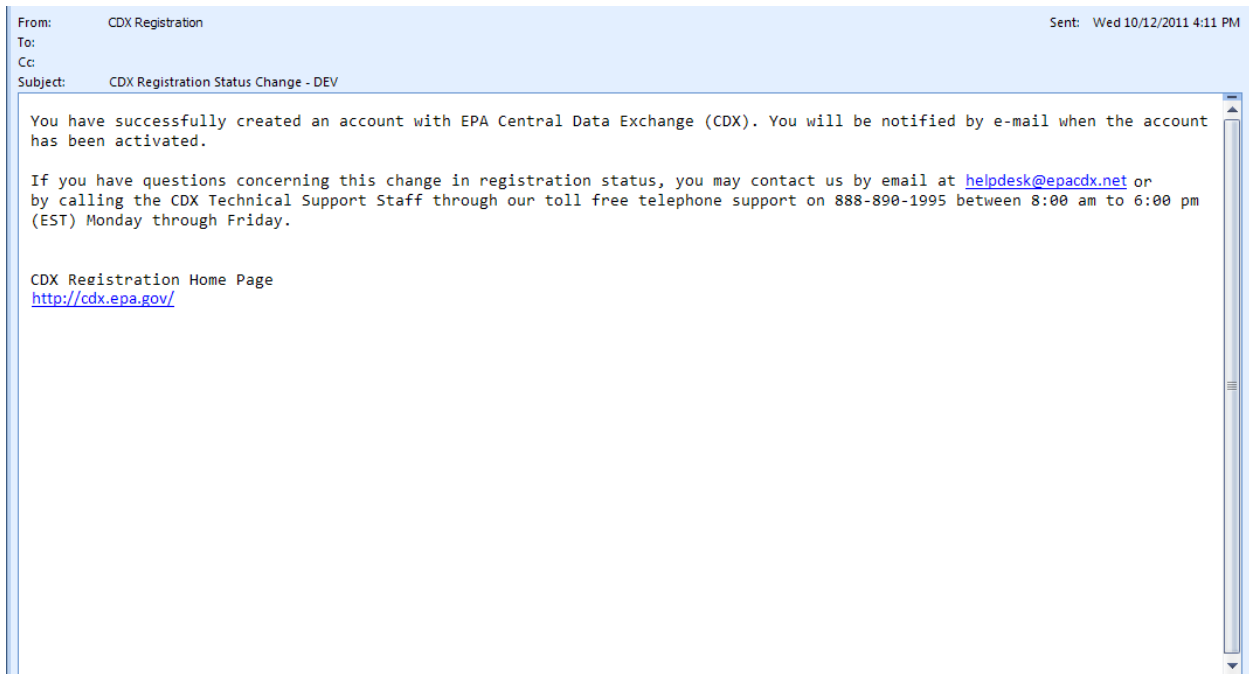 From: CDX Registration Sent: Wed 10/12/2011 4:11 PM
To:
Cc:
Subject: CDX Registration Status Change - DEV
You have successfully created an account with EPA Central Data Exchange (CDX). You will be notified by e-mail when the account
has been activated.
If you have questions concerning this change in registration status, you may contact us by email at helpdesk@epacdx.net or
by calling the CDX Technical Support Staff through our toll free telephone support on 888-890-1995 between 8:00 am to 6:00 pm
(EST) Monday through Friday.
CDX Registration Home Page
http://cdx.epa.gov/